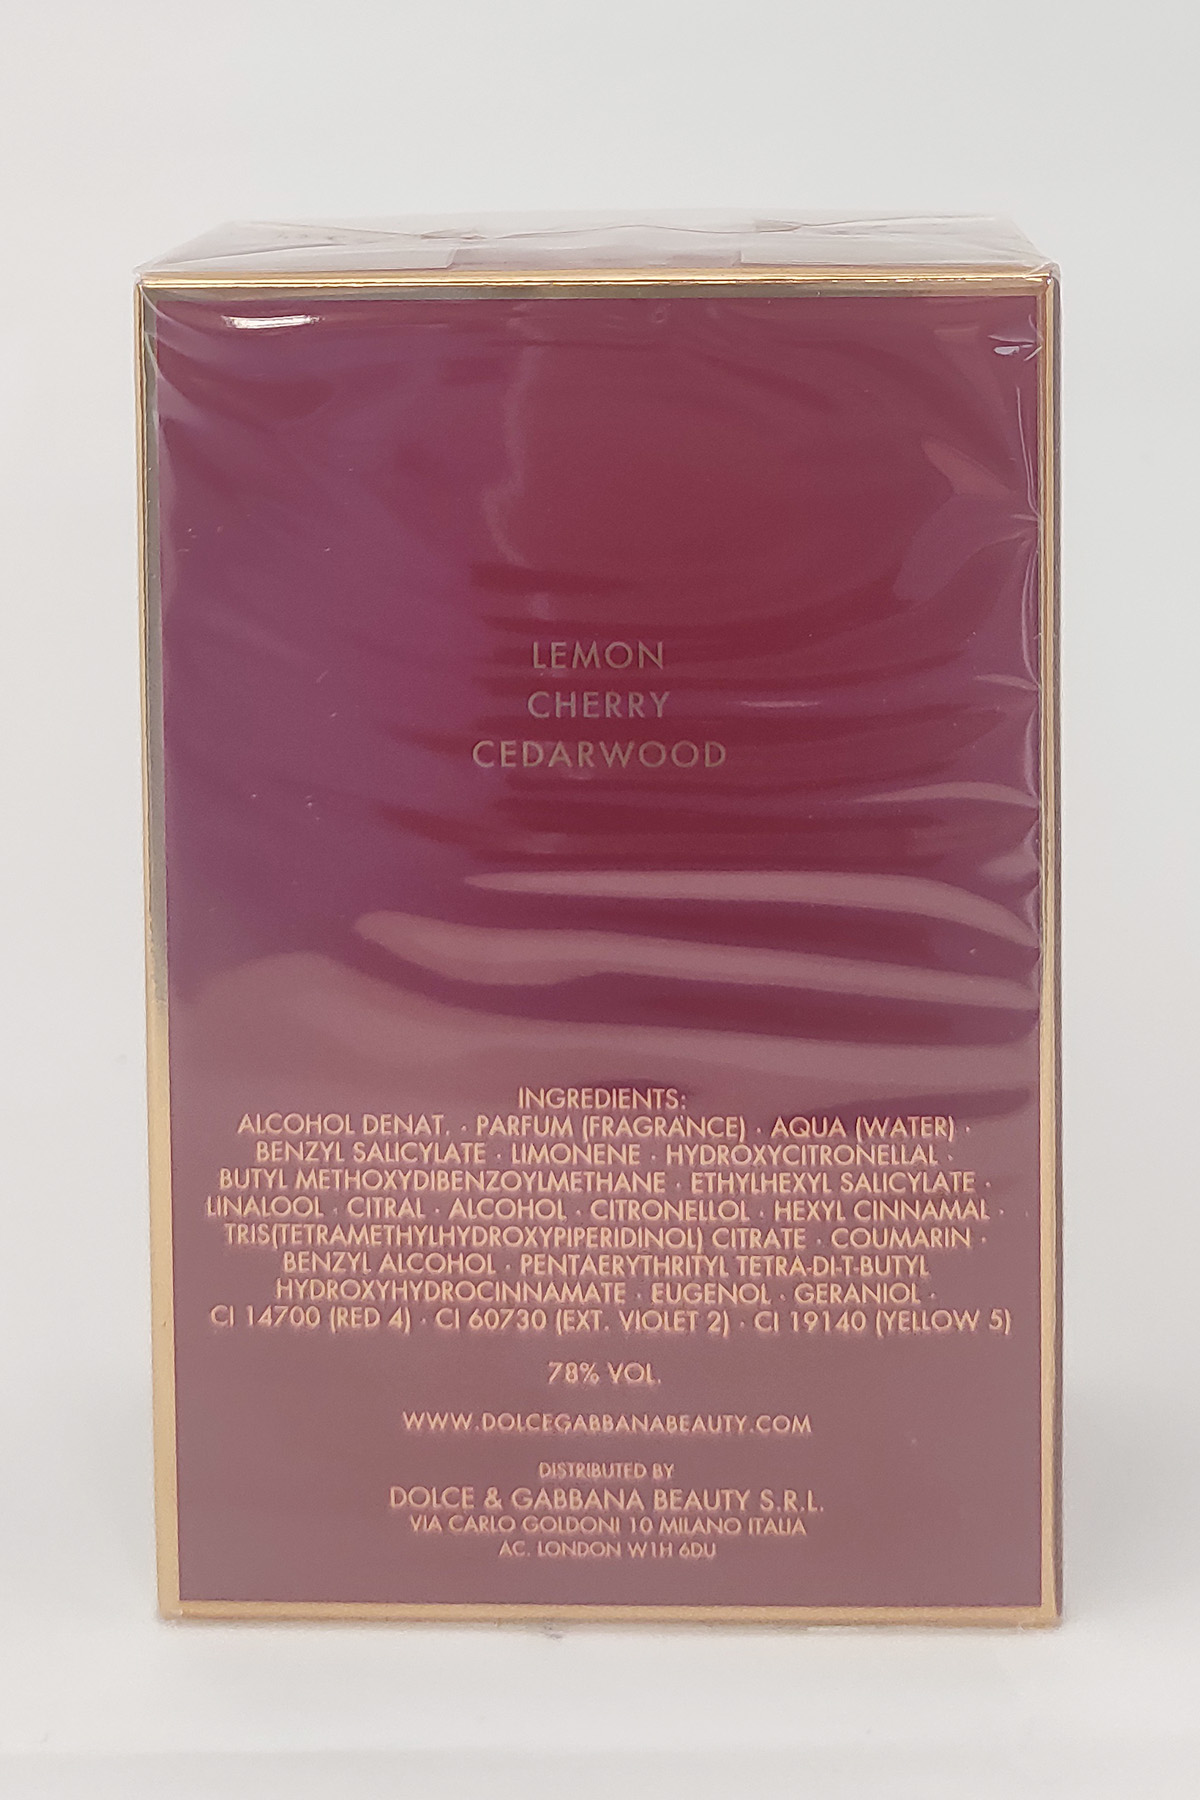 LEMON
CHERRY
CEDARWOOD
INGREDIENTS:
ALCOHOL DENAT. · PARFUM (FRAGRANCE) · AQUA (WATER) ·
BENZYL SALICYLATE · LIMONENE · HYDROXYCITRONELLAL ·
BUTYL METHOXYDIBENZOYLMETHANE · ETHYLHEXYL SALICYLATE ·
LINALOOL · CITRAL · ALCOHOL · CITRONELLOL · HEXYL CINNAMAL ·
TRIS(TETRAMETHYLHYDROXYPIPERIDINOL) CITRATE · COUMARIN ·
BENZYL ALCOHOL · PENTAERYTHRITYL TETRA-DI-T-BUTYL
HYDROXYHYDROCINNAMATE · EUGENOL · GERANIOL ·
CI 14700 (RED 4) · CI 60730 (EXT. VIOLET 2) · CI 19140 (YELLOW 5)
78% VOL.
WWW.DOLCEGABBANABEAUTY.COM
DISTRIBUTED BY
DOLCE & GABBANA BEAUTY S.R.L.
VIA CARLO GOLDONI 10 MILANO ITALIA
AC. LONDON W1H 6DU